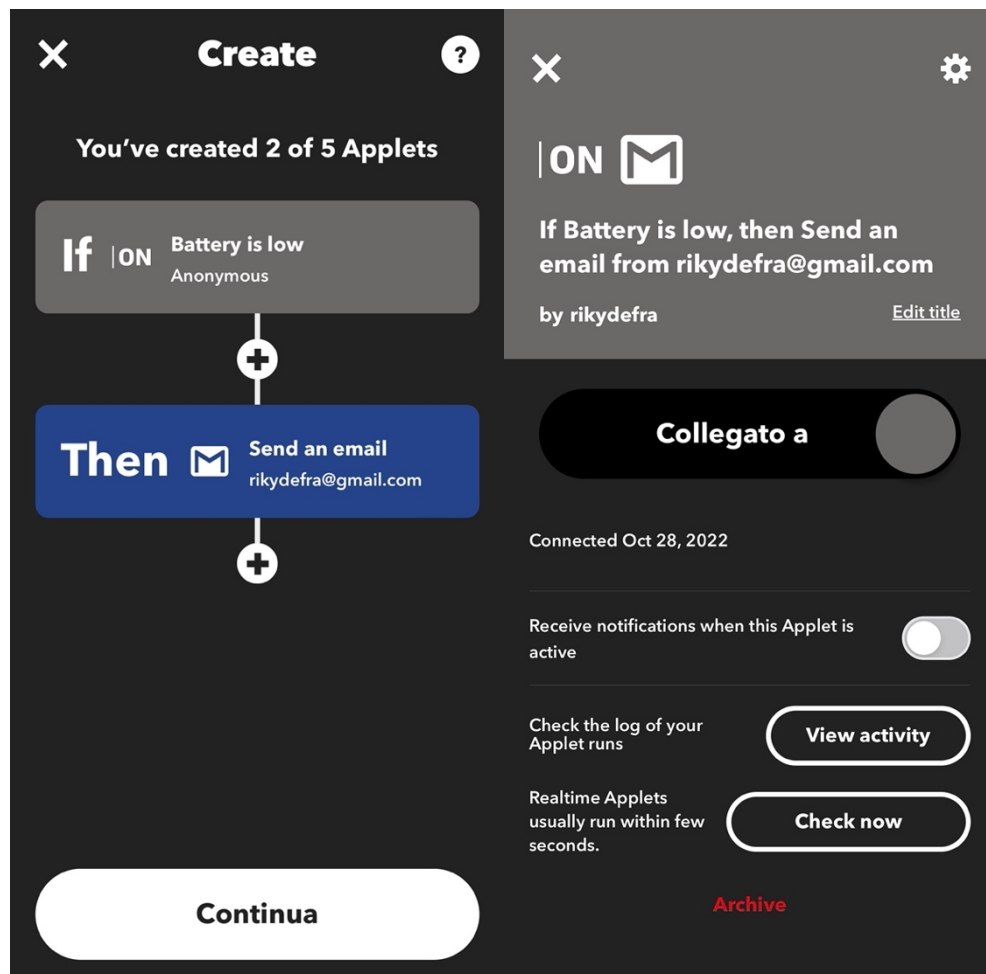 Create
?
You've created 2 of 5 Applets
If |ON Battery is low
Anonymous
Then Send an email
rikydefra@gmail.com
Continua
|ON
If Battery is low, then Send an
email from rikydefra@gmail.com
by rikydefra Edit title
Collegato a
Connected Oct 28, 2022
Receive notifications when this Applet is
active
Check the log of your
Applet runs
View activity
Realtime Applets
usually run within few
seconds.
Check now
Archive